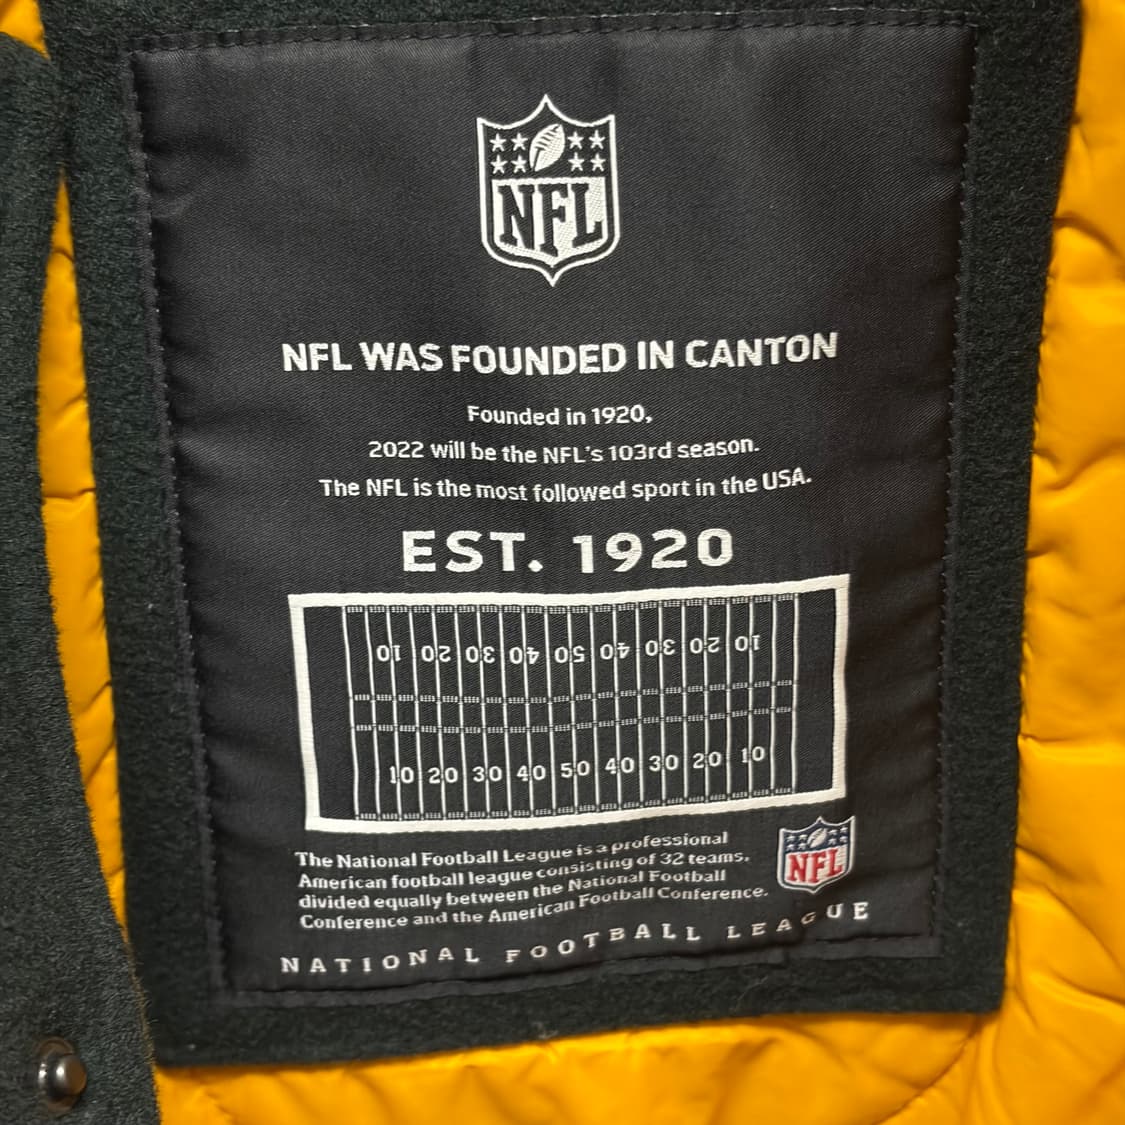 NFL
NFL WAS FOUNDED IN CANTON
Founded in 1920,
2022 will be the NFL's 103rd season.
The NFL is the most followed sport in the USA.
EST. 1920
10 20 30 40 50 40 30 20 10
10 20 30 40 50 40 30 20 10
The National Football League is a professional
American football league consisting of 32 teams,
divided equally between the National Football
Conference and the American Football Conference.
NFL
NATIONAL FOOTBALL LEAGUE